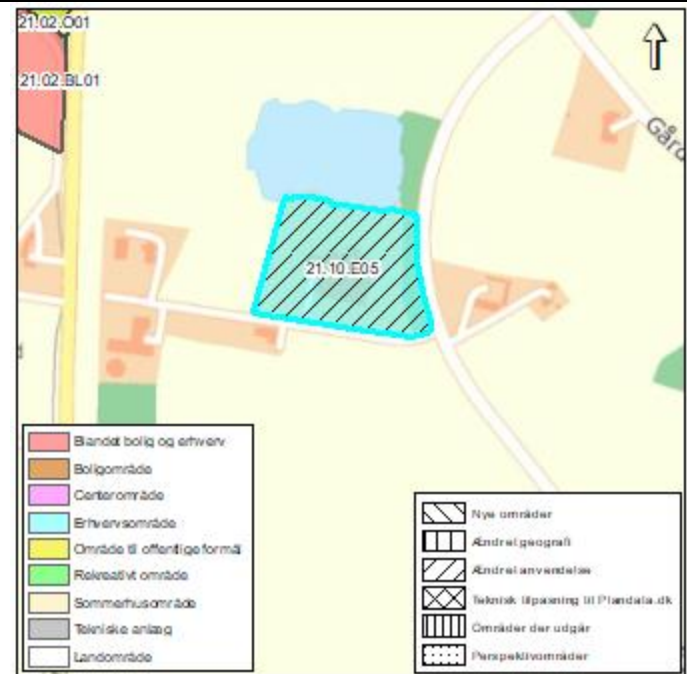 21.02.O01
21.02.BL01
Gård
21.10.E05
Blandet bolig og erhverv
Boligområde
Centerområde
Erhvervsområde
Område til offentlige formål
Rekreativt område
Sommerhusområde
Tekniske anlæg
Landområde
Nye områder
Ændret geografi
Ændret anvendelse
Teknisk tilpasning til Plandata.dk
Områder der udgår
Perspektivområder